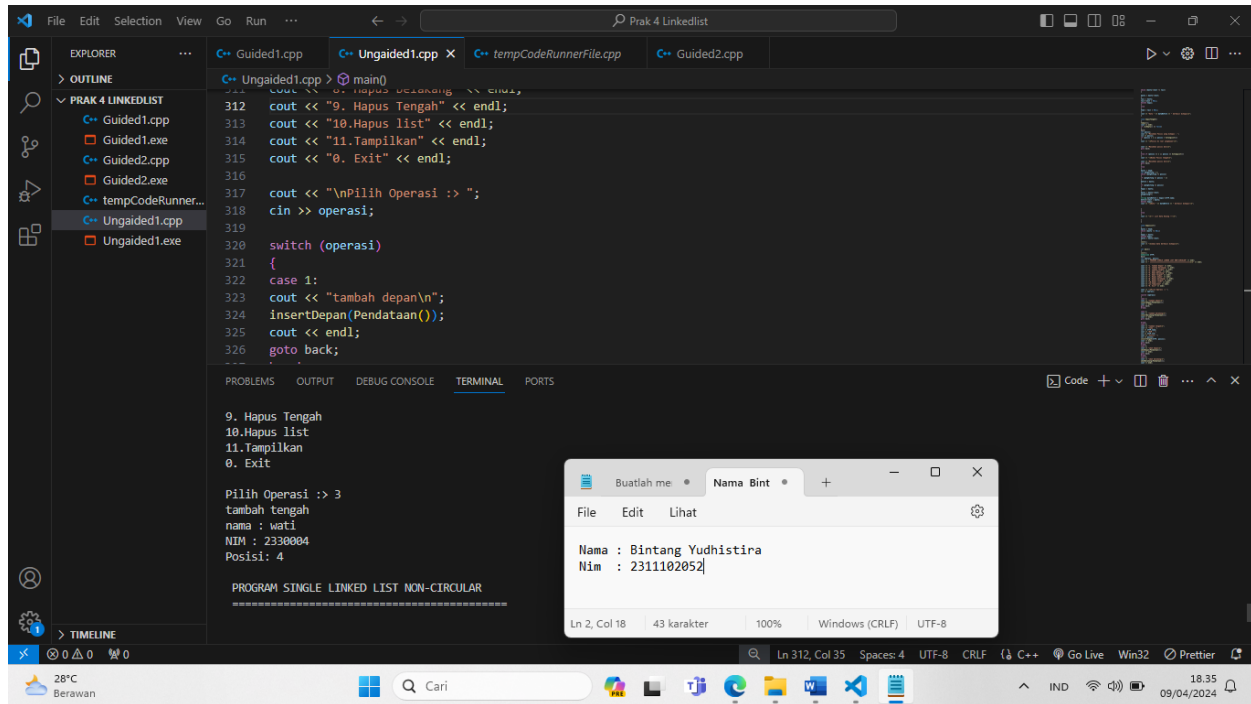 File Edit Selection View Go Run ··· Prak 4 Linkedlist
EXPLORER ···
OUTLINE
PRAK 4 LINKEDLIST
Guided1.cpp
Guided1.exe
Guided2.cpp
Guided2.exe
tempCodeRunner...
Ungaided1.cpp
Ungaided1.exe
TIMELINE
Guided1.cpp Ungaided1.cpp tempCodeRunnerFile.cpp Guided2.cpp
Ungaided1.cpp > main()
311 cout << "8. Hapus Belakang" << endl;
312 cout << "9. Hapus Tengah" << endl;
313 cout << "10.Hapus list" << endl;
314 cout << "11.Tampilkan" << endl;
315 cout << "0. Exit" << endl;
316
317 cout << "\nPilih Operasi :> ";
318 cin >> operasi;
319
320 switch (operasi)
321 {
322 case 1:
323 cout << "tambah depan\n";
324 insertDepan(Pendataan());
325 cout << endl;
326 goto back;
PROBLEMS OUTPUT DEBUG CONSOLE TERMINAL PORTS Code
9. Hapus Tengah
10.Hapus list
11.Tampilkan
0. Exit
Pilih Operasi :> 3
tambah tengah
nama : wati
NIM : 2330004
Posisi: 4
PROGRAM SINGLE LINKED LIST NON-CIRCULAR
===========================================
Buatlah me Nama Bint
File Edit Lihat
Nama : Bintang Yudhistira
Nim : 2311102052
Ln 2, Col 18 43 karakter 100% Windows (CRLF) UTF-8
1
0 0 0 Ln 312, Col 35 Spaces: 4 UTF-8 CRLF C++ Go Live Win32 Prettier
28°C
Berawan
Cari
PRE
IND
18.35
09/04/2024